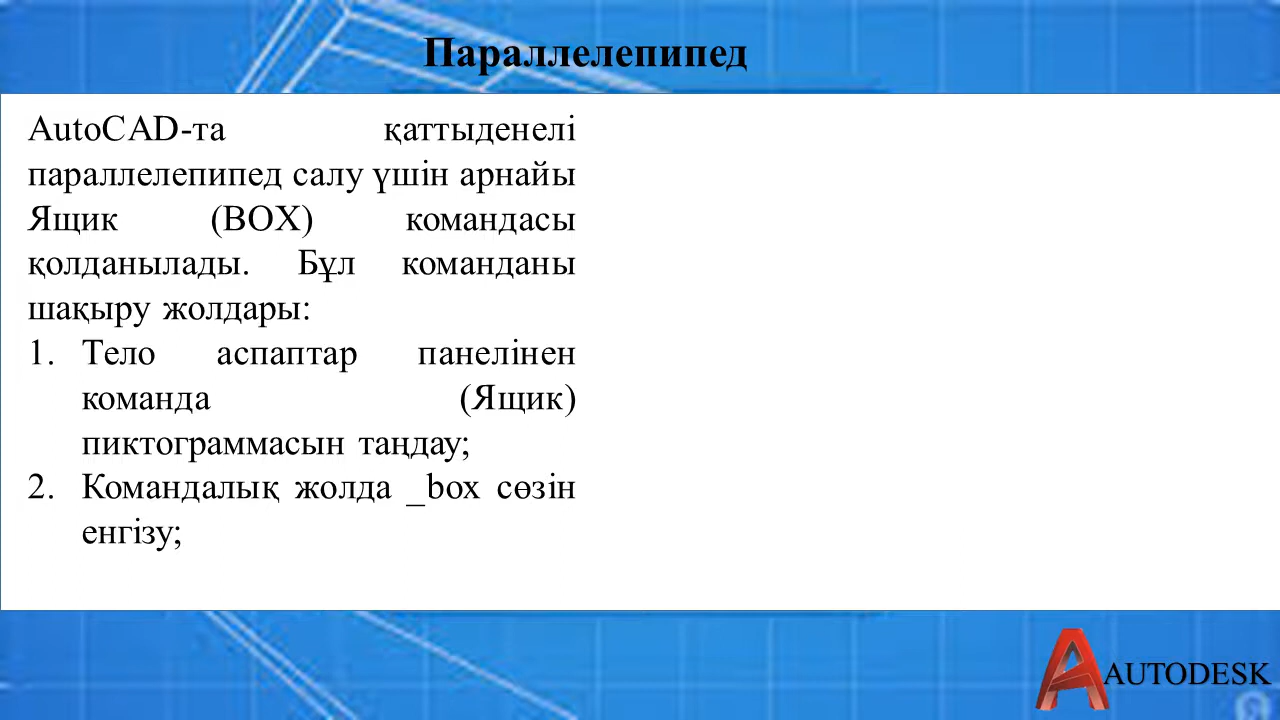 Параллелепипед
AutoCAD-та қаттыденелі
параллелепипед салу үшін арнайы
Ящик (BOX) командасы
қолданылады. Бұл команданы
шақыру жолдары:
1. Тело аспаптар панелінен
команда (Ящик)
пиктограммасын таңдау;
2. Командалық жолда _box сөзін
енгізу;
AUTODESK